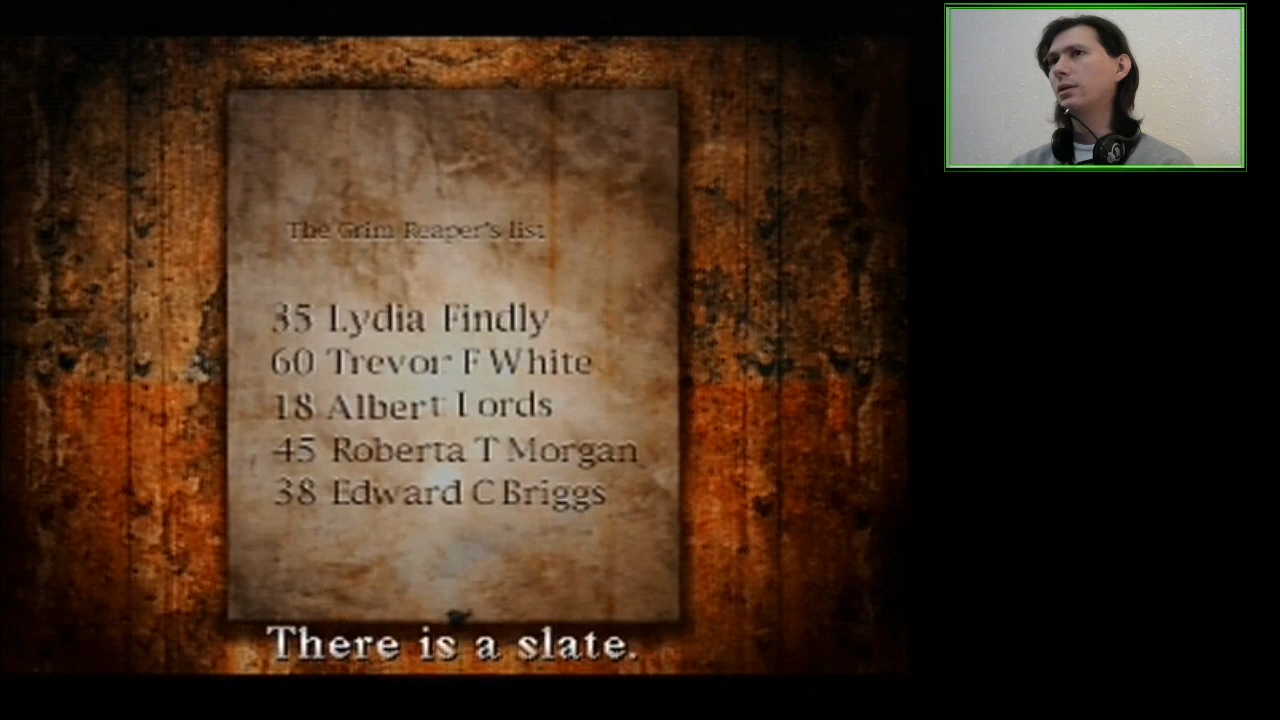 The Grim Reaper's list
35 Lydia Findly
60 Trevor F White
18 Albert Lords
45 Roberta T Morgan
38 Edward C Briggs
There is a slate.